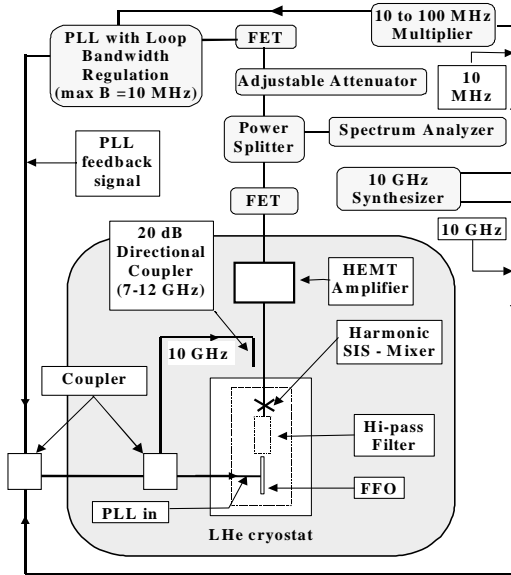 PLL with Loop
Bandwidth
Regulation
(max B =10 MHz)
FET
10 to 100 MHz
Multiplier
Adjustable Attenuator
10
MHz
PLL
feedback
signal
Power
Splitter
Spectrum Analyzer
10 GHz
Synthesizer
FET
20 dB
Directional
Coupler
(7-12 GHz)
10 GHz
HEMT
Amplifier
10 GHz
Harmonic
SIS - Mixer
Coupler
Hi-pass
Filter
FFO
PLL in
LHe cryostat